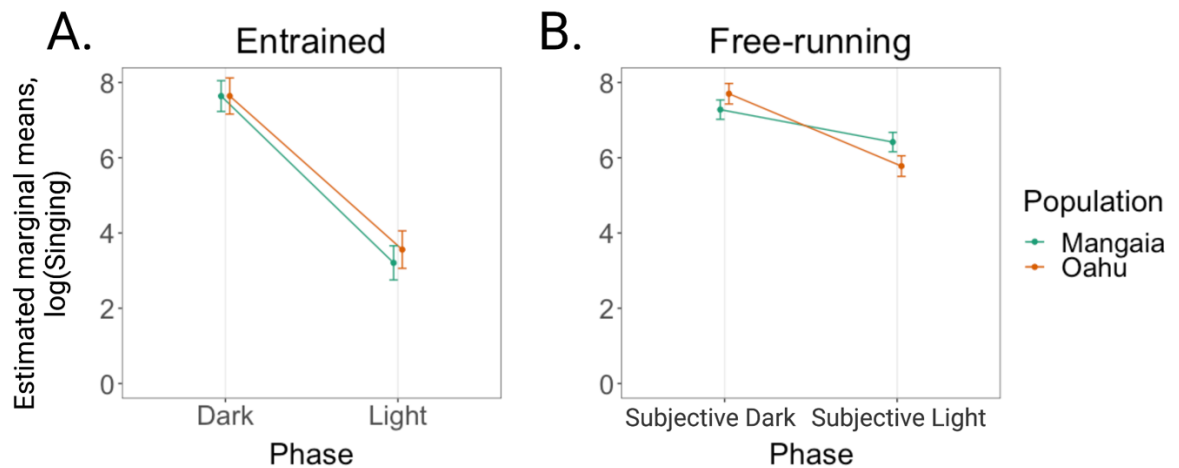 A.
Entrained
B.
Free-running
Estimated marginal means,
log(Singing)
8
6
4
2
0
Dark
Light
Phase
8
6
4
2
0
Subjective Dark
Subjective Light
Phase
Population
Mangaia
Oahu